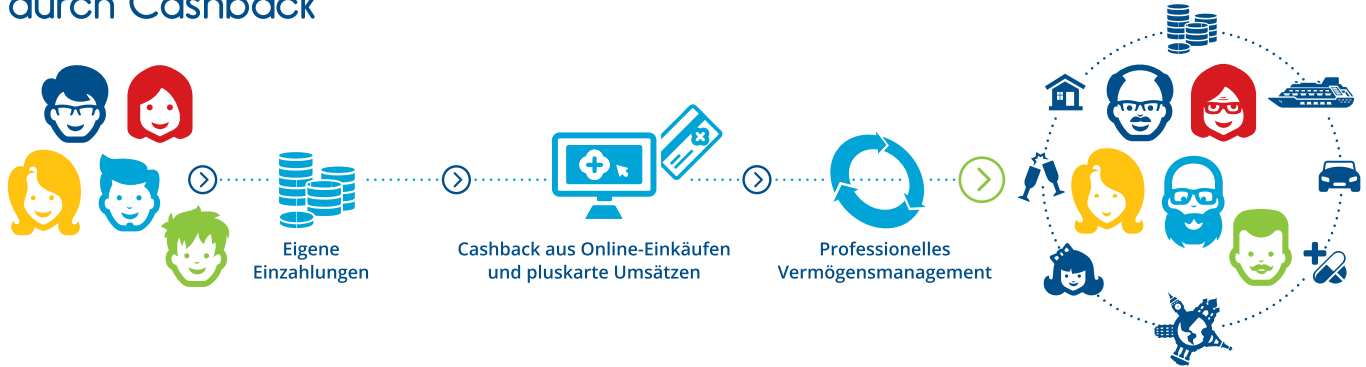 durch Cashback
Eigene
Einzahlungen
Cashback aus Online-Einkäufen
und pluskarte Umsätzen
Professionelles
Vermögensmanagement